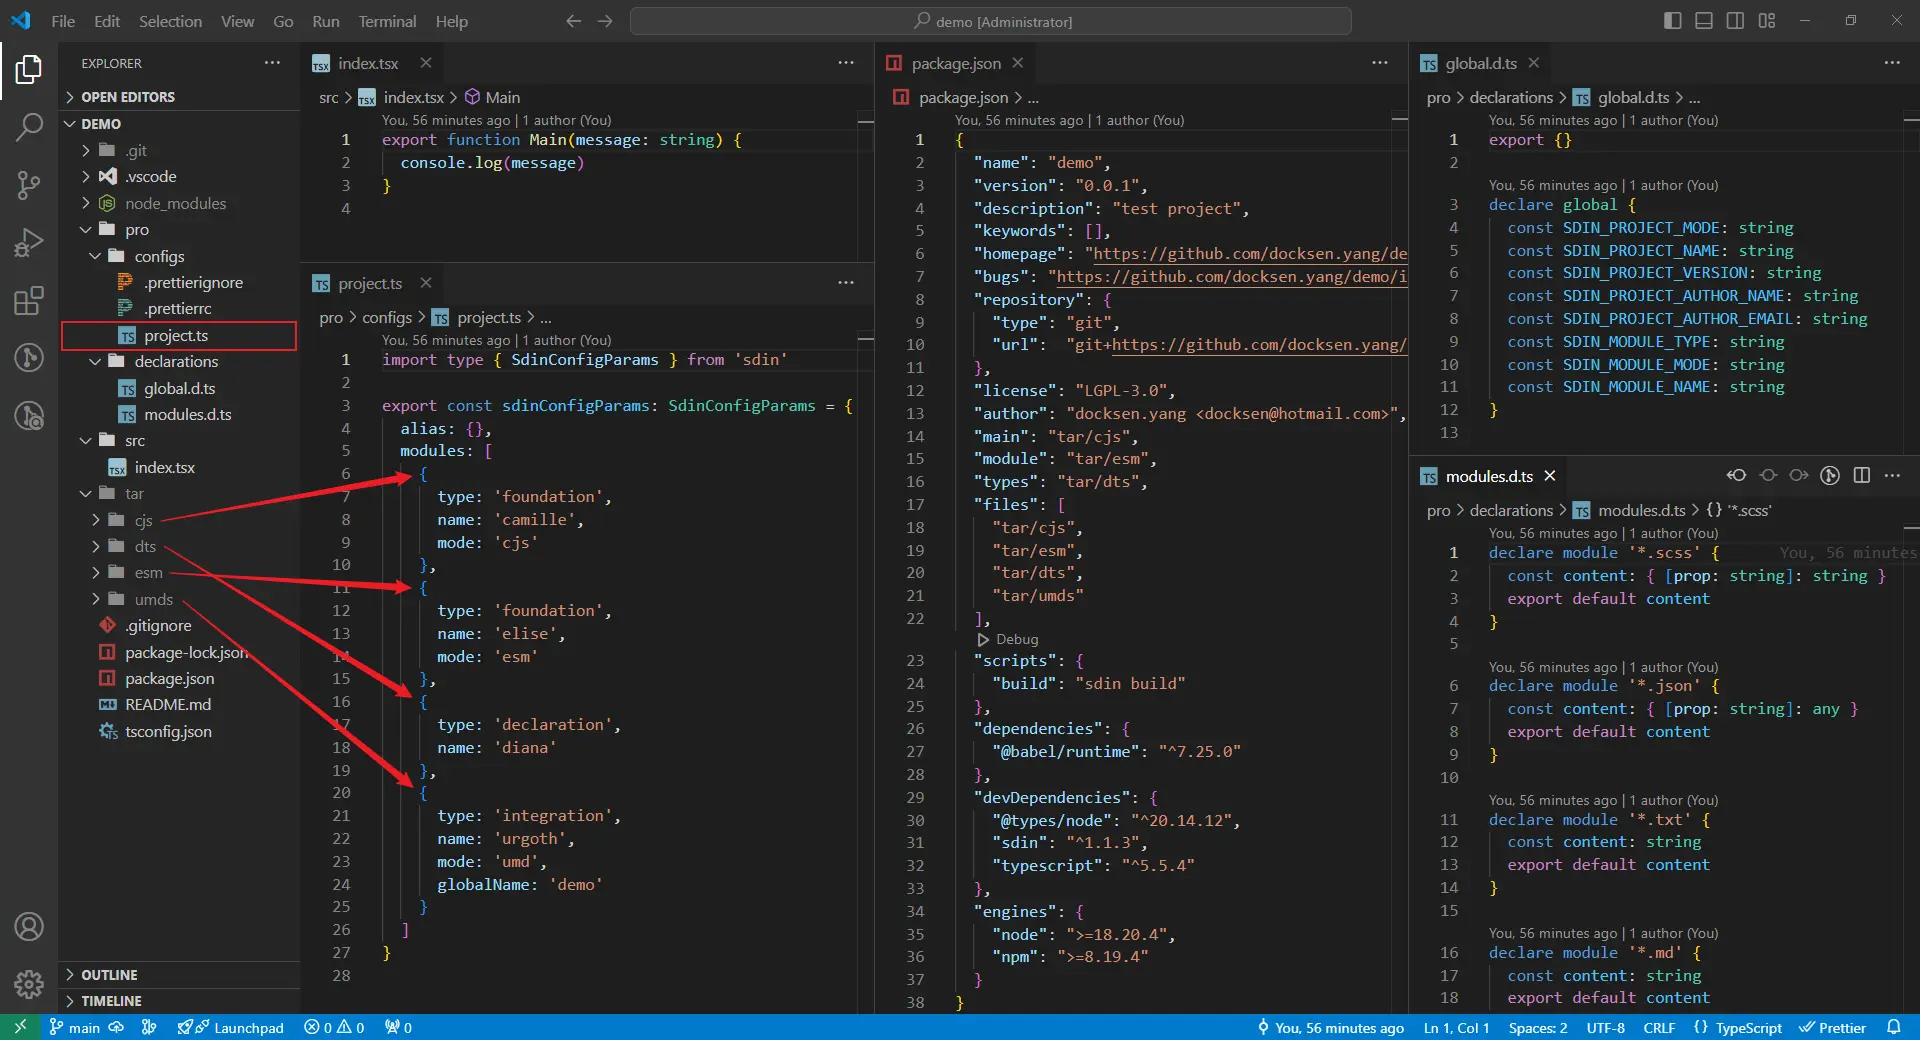 File Edit Selection View Go Run Terminal Help
demo [Administrator]
EXPLORER
OPEN EDITORS
DEMO
.git
.vscode
node_modules
pro
configs
.prettierignore
.prettierrc
project.ts
declarations
global.d.ts
modules.d.ts
src
index.tsx
tar
cjs
dts
esm
umds
.gitignore
package-lock.json
package.json
README.md
tsconfig.json
OUTLINE
TIMELINE
index.tsx
src > index.tsx > Main
You, 56 minutes ago | 1 author (You)
1 export function Main(message: string) {
2 console.log(message)
3 }
4
project.ts
pro > configs > project.ts > ...
You, 56 minutes ago | 1 author (You)
1 import type { SdinConfigParams } from 'sdin'
2
3 export const sdinConfigParams: SdinConfigParams = {
4 alias: {},
5 modules: [
6 {
7 type: 'foundation',
8 name: 'camille',
9 mode: 'cjs'
10 },
11 {
12 type: 'foundation',
13 name: 'elise',
14 mode: 'esm'
15 },
16 {
17 type: 'declaration',
18 name: 'diana'
19 },
20 {
21 type: 'integration',
22 name: 'urgoth',
23 mode: 'umd',
24 globalName: 'demo'
25 }
26 ]
27 }
28
package.json
package.json > ...
You, 56 minutes ago | 1 author (You)
1 {
2 "name": "demo",
3 "version": "0.0.1",
4 "description": "test project",
5 "keywords": [],
6 "homepage": "https://github.com/docksen.yang/de
7 "bugs": "https://github.com/docksen.yang/demo/i
8 "repository": {
9 "type": "git",
10 "url": "git+https://github.com/docksen.yang/
11 },
12 "license": "LGPL-3.0",
13 "author": "docksen.yang <docksen@hotmail.com>",
14 "main": "tar/cjs",
15 "module": "tar/esm",
16 "types": "tar/dts",
17 "files": [
18 "tar/cjs",
19 "tar/esm",
20 "tar/dts",
21 "tar/umds"
22 ],
Debug
23 "scripts": {
24 "build": "sdin build"
25 },
26 "dependencies": {
27 "@babel/runtime": "^7.25.0"
28 },
29 "devDependencies": {
30 "@types/node": "^20.14.12",
31 "sdin": "^1.1.3",
32 "typescript": "^5.5.4"
33 },
34 "engines": {
35 "node": ">=18.20.4",
36 "npm": ">=8.19.4"
37 }
38 }
global.d.ts
pro > declarations > global.d.ts > ...
You, 56 minutes ago | 1 author (You)
1 export {}
2
You, 56 minutes ago | 1 author (You)
3 declare global {
4 const SDIN_PROJECT_MODE: string
5 const SDIN_PROJECT_NAME: string
6 const SDIN_PROJECT_VERSION: string
7 const SDIN_PROJECT_AUTHOR_NAME: string
8 const SDIN_PROJECT_AUTHOR_EMAIL: string
9 const SDIN_MODULE_TYPE: string
10 const SDIN_MODULE_MODE: string
11 const SDIN_MODULE_NAME: string
12 }
13
modules.d.ts
pro > declarations > modules.d.ts > {} '*.scss'
You, 56 minutes ago | 1 author (You)
1 declare module '*.scss' { You, 56 minutes
2 const content: { [prop: string]: string }
3 export default content
4 }
5
You, 56 minutes ago | 1 author (You)
6 declare module '*.json' {
7 const content: { [prop: string]: any }
8 export default content
9 }
10
You, 56 minutes ago | 1 author (You)
11 declare module '*.txt' {
12 const content: string
13 export default content
14 }
15
You, 56 minutes ago | 1 author (You)
16 declare module '*.md' {
17 const content: string
18 export default content
main Launchpad 0 0 0 You, 56 minutes ago Ln 1, Col 1 Spaces: 2 UTF-8 CRLF {} TypeScript Prettier